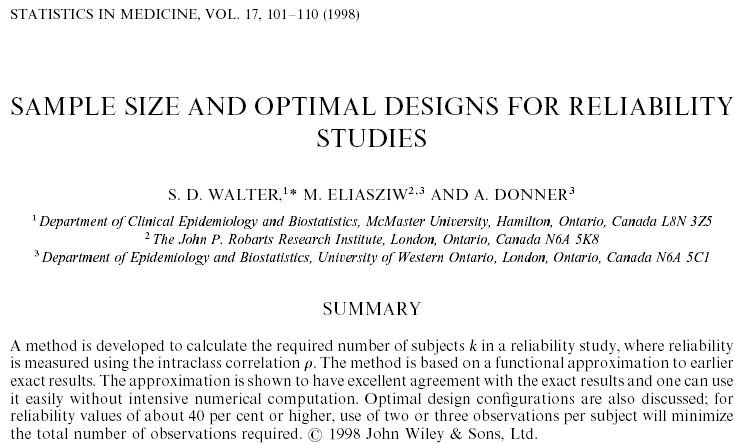 STATISTICS IN MEDICINE, VOL. 17, 101–110 (1998)
SAMPLE SIZE AND OPTIMAL DESIGNS FOR RELIABILITY
STUDIES
S. D. WALTER,¹* M. ELIASZIW²,³ AND A. DONNER³
¹ Department of Clinical Epidemiology and Biostatistics, McMaster University, Hamilton, Ontario, Canada L8N 3Z5
² The John P. Robarts Research Institute, London, Ontario, Canada N6A 5K8
³ Department of Epidemiology and Biostatistics, University of Western Ontario, London, Ontario, Canada N6A 5C1
SUMMARY
A method is developed to calculate the required number of subjects k in a reliability study, where reliability
is measured using the intraclass correlation ρ. The method is based on a functional approximation to earlier
exact results. The approximation is shown to have excellent agreement with the exact results and one can use
it easily without intensive numerical computation. Optimal design configurations are also discussed; for
reliability values of about 40 per cent or higher, use of two or three observations per subject will minimize
the total number of observations required. © 1998 John Wiley & Sons, Ltd.